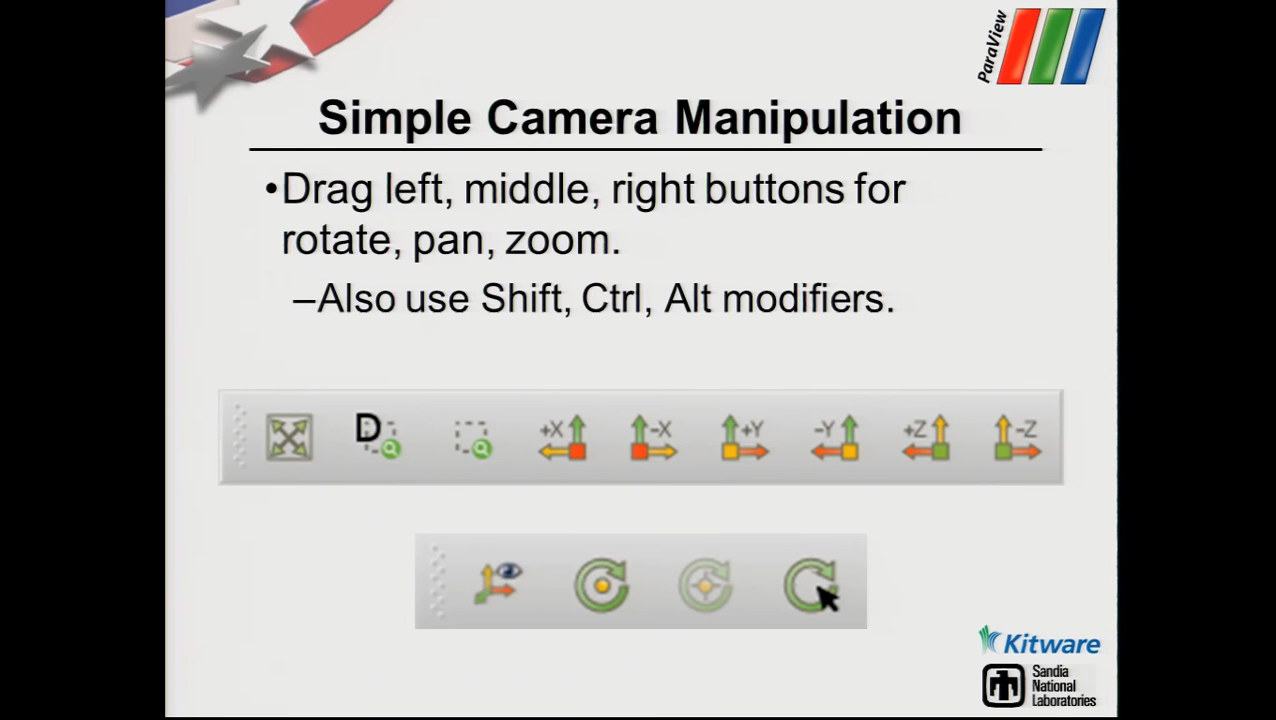 ParaView
Simple Camera Manipulation
•Drag left, middle, right buttons for
rotate, pan, zoom.
–Also use Shift, Ctrl, Alt modifiers.
D +X -X +Y -Y +Z -Z
Kitware
Sandia
National
Laboratories